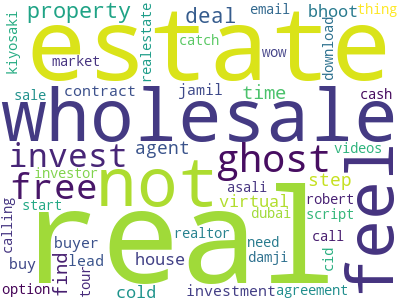 kiyosaki
property
realestate
deal
email
bhoot
thing
estate
market
catch
wow
download
sale
contract
jamil
time
cash
wholesale
feel
invest
agent
ghost
videos
free
not
asali
step
investor
virtual
robert
start
real
dubai
script
calling
buyer
realtor
need
call
find
lead
house
damji
cid
buy
tour
option
cold
investment
agreement